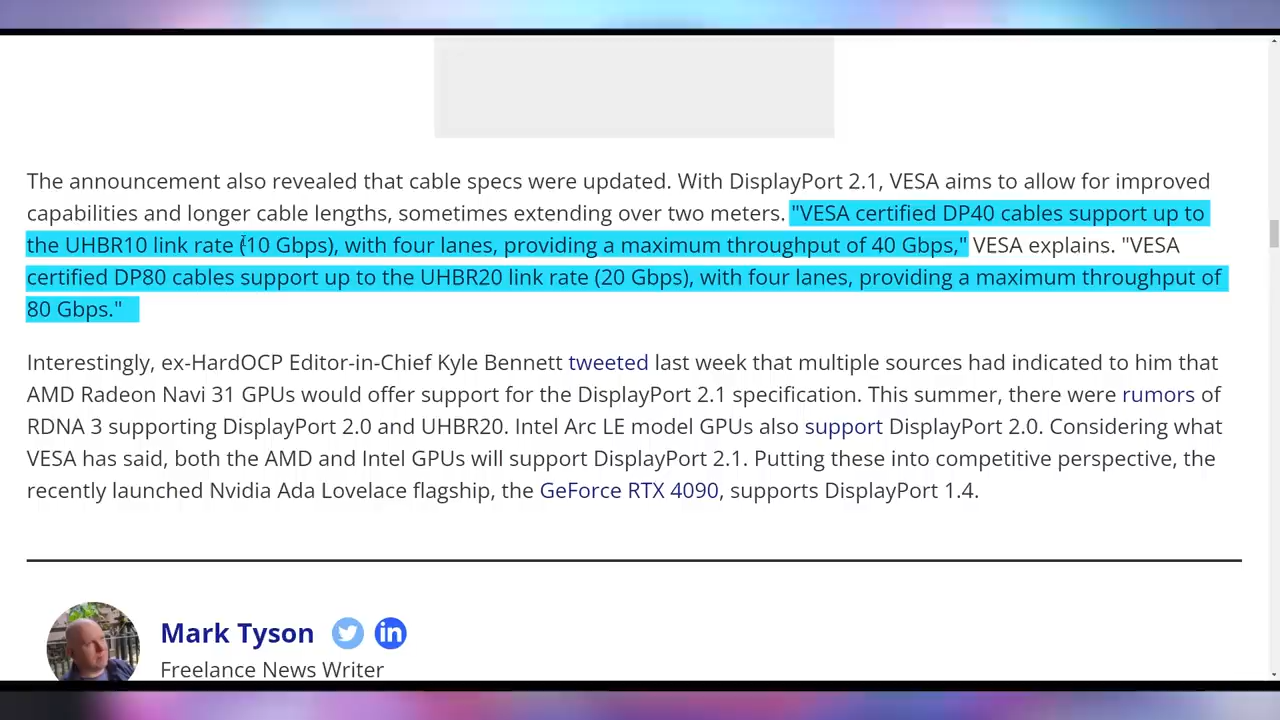 The announcement also revealed that cable specs were updated. With DisplayPort 2.1, VESA aims to allow for improved
capabilities and longer cable lengths, sometimes extending over two meters. "VESA certified DP40 cables support up to
the UHBR10 link rate (10 Gbps), with four lanes, providing a maximum throughput of 40 Gbps," VESA explains. "VESA
certified DP80 cables support up to the UHBR20 link rate (20 Gbps), with four lanes, providing a maximum throughput of
80 Gbps."
Interestingly, ex-HardOCP Editor-in-Chief Kyle Bennett tweeted last week that multiple sources had indicated to him that
AMD Radeon Navi 31 GPUs would offer support for the DisplayPort 2.1 specification. This summer, there were rumors of
RDNA 3 supporting DisplayPort 2.0 and UHBR20. Intel Arc LE model GPUs also support DisplayPort 2.0. Considering what
VESA has said, both the AMD and Intel GPUs will support DisplayPort 2.1. Putting these into competitive perspective, the
recently launched Nvidia Ada Lovelace flagship, the GeForce RTX 4090, supports DisplayPort 1.4.
Mark Tyson in
Freelance News Writer